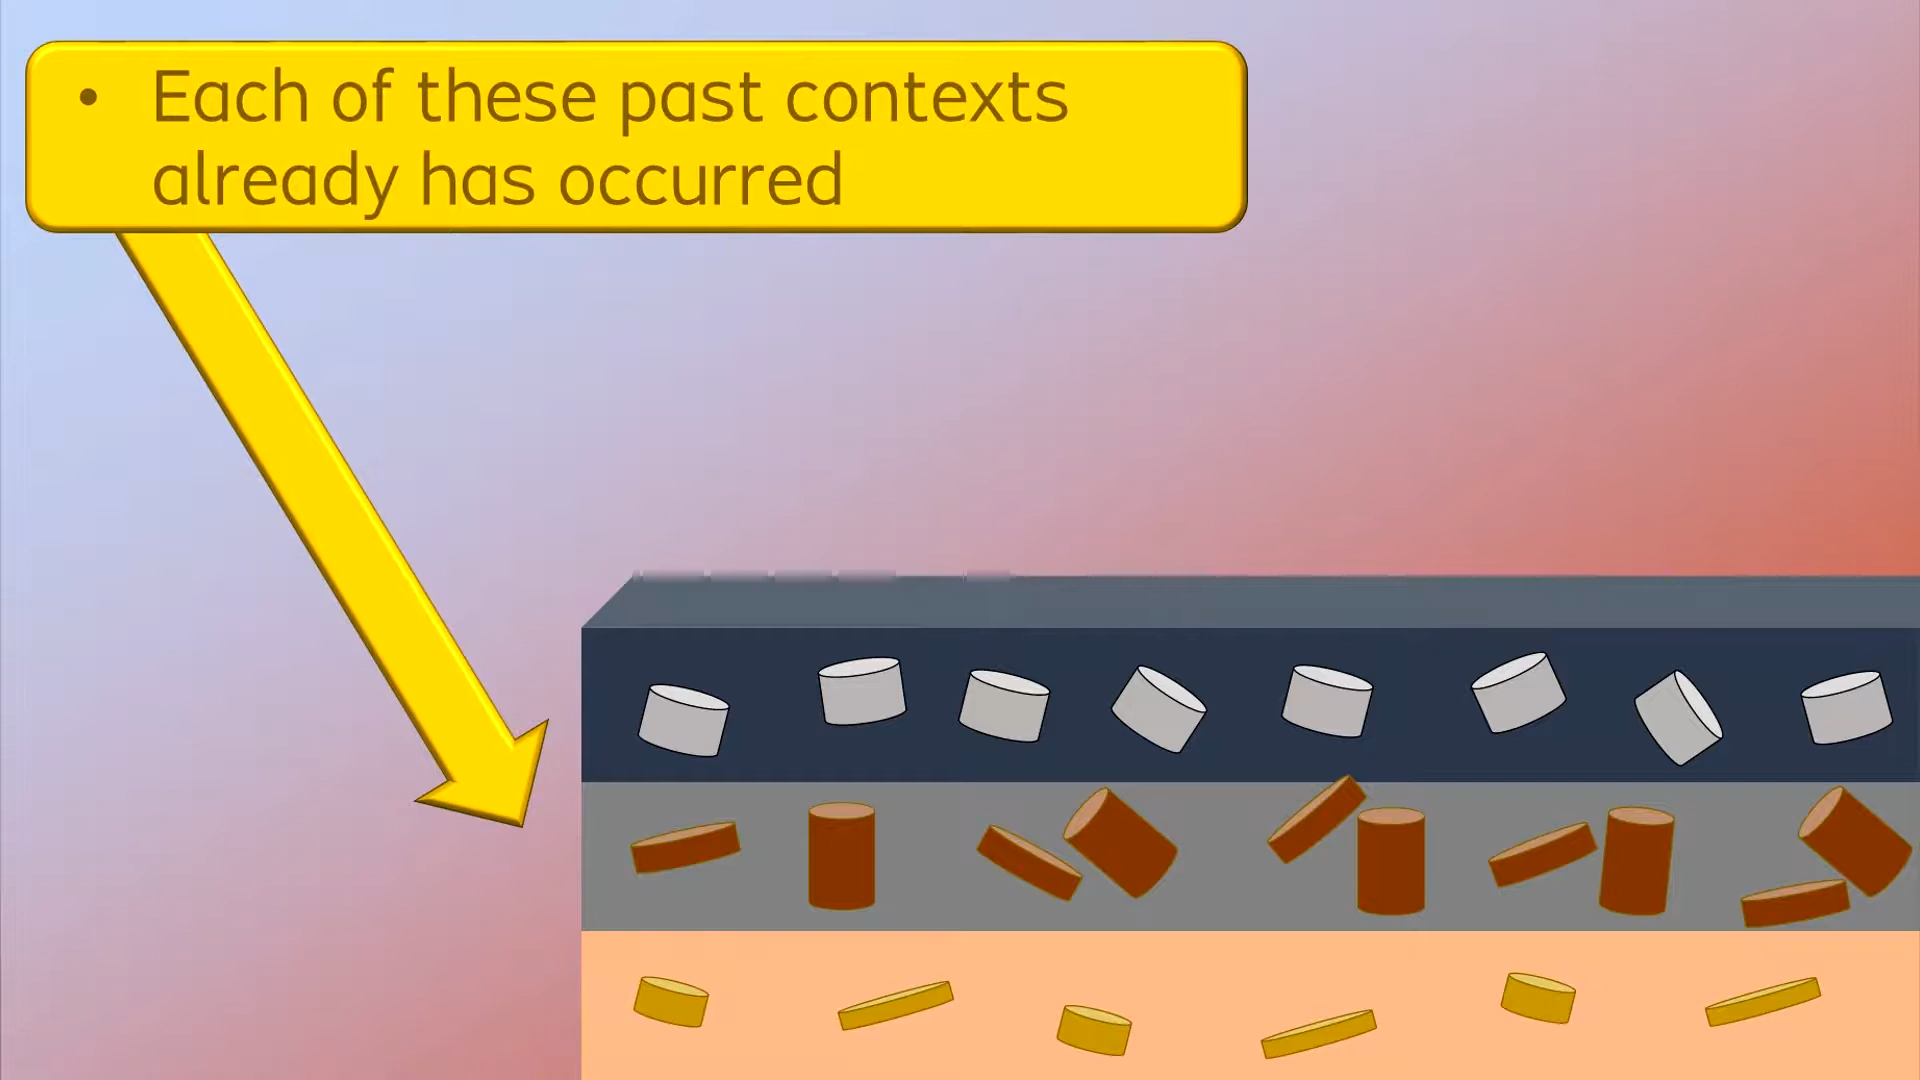 • Each of these past contexts
already has occurred